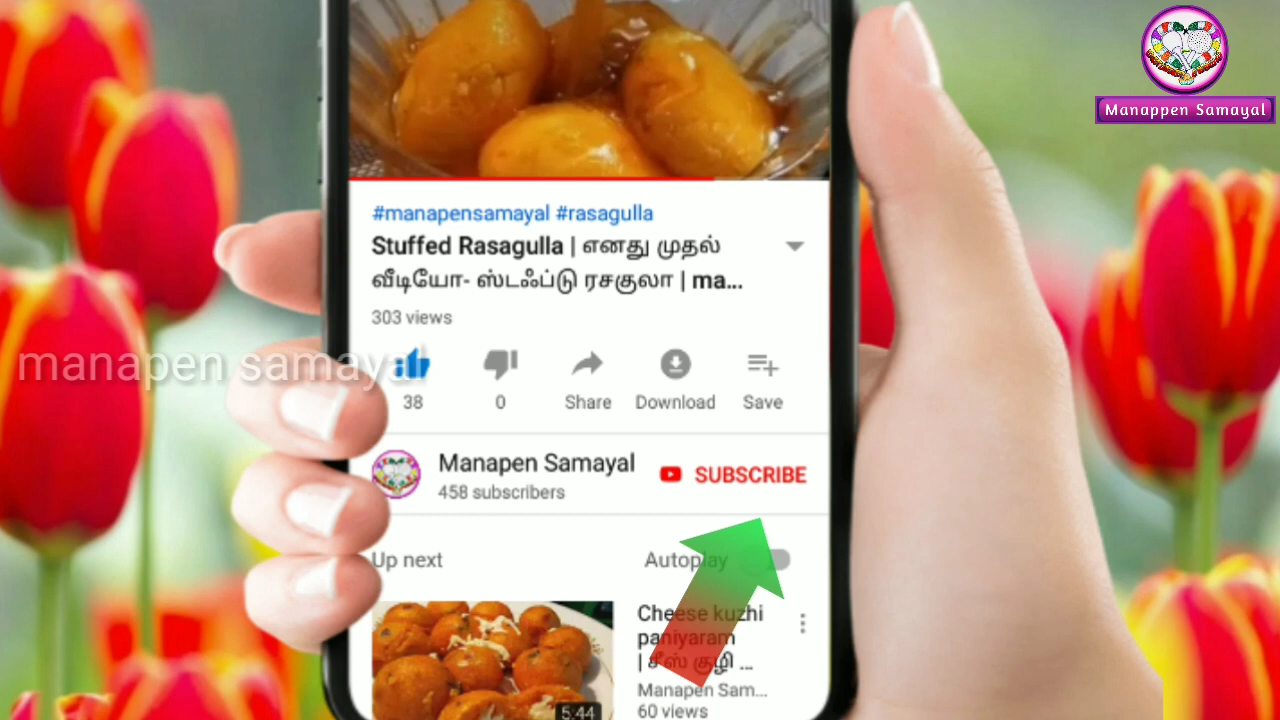 Manappen Samayal
#manapensamayal #rasagulla
Stuffed Rasagulla | எனது முதல்
வீடியோ- ஸ்டஃப்டு ரசகுலா | ma...
303 views
manapen samayal
38
0
Share
Download
Save
Manapen Samayal
458 subscribers
SUBSCRIBE
Up next
Autoplay
5:44
Cheese kuzhi
paniyaram
| சீஸ் குழி ...
Manapen Sam...
60 views